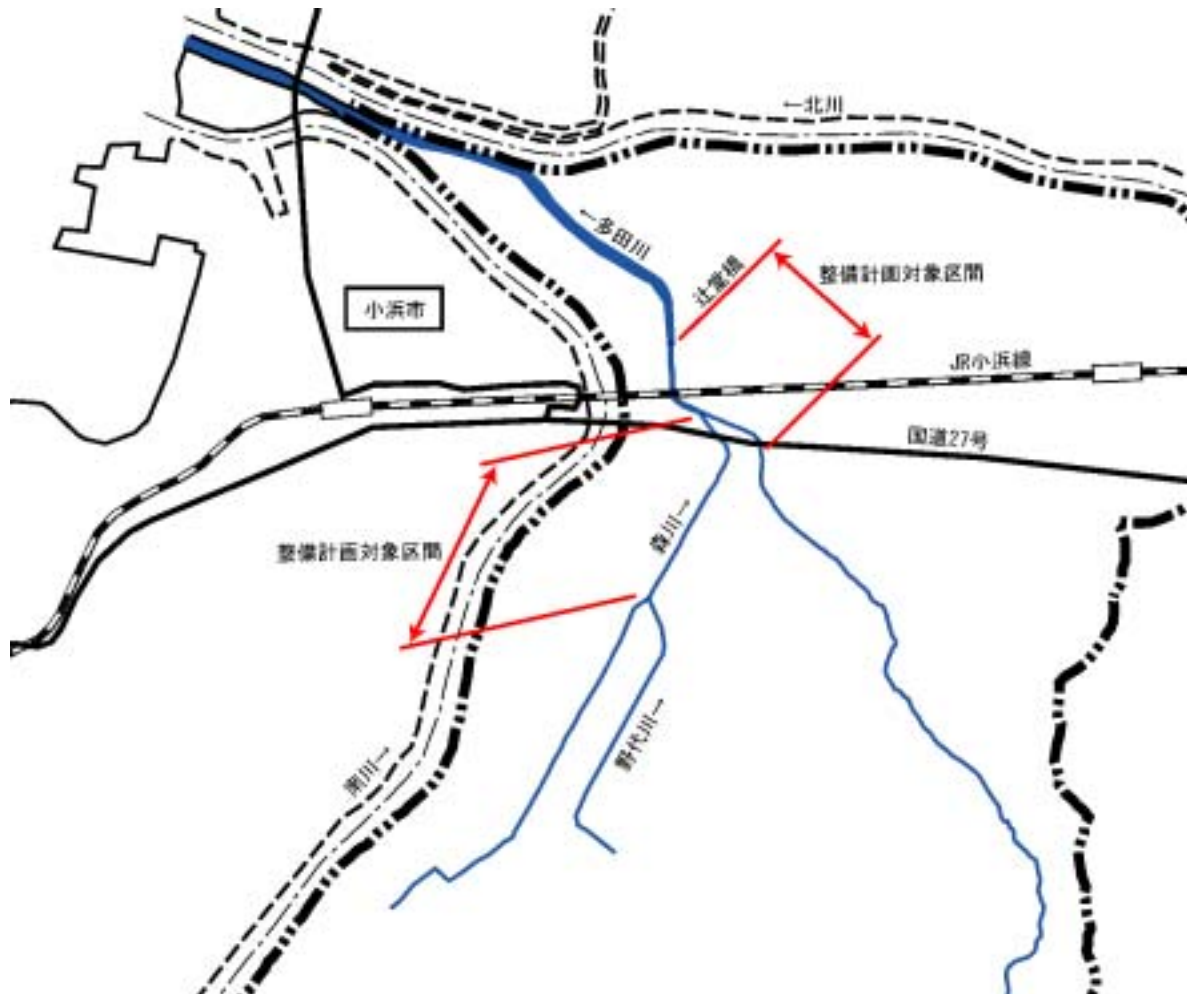 ←北川
←多田川
辻堂橋
整備計画対象区間
小浜市
JR小浜線
国道27号
森川→
整備計画対象区間
野代川→
南川→